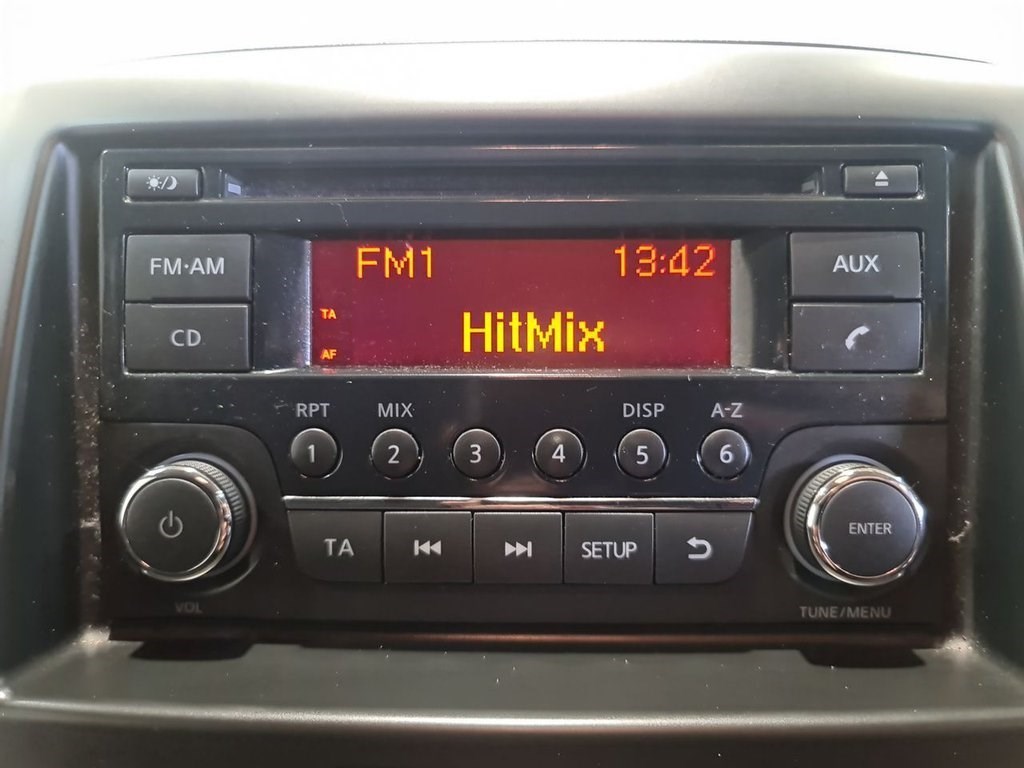 FM·AM
CD
FM1 13:42
TA
HitMix
AF
AUX
RPT MIX DISP A-Z
1 2 3 4 5 6
TA SETUP
ENTER
VOL
TUNE/MENU